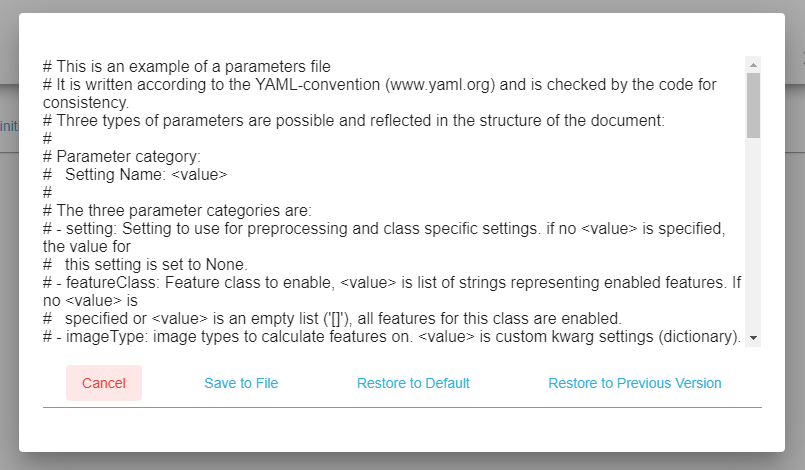 # This is an example of a parameters file
# It is written according to the YAML-convention (www.yaml.org) and is checked by the code for
consistency.
# Three types of parameters are possible and reflected in the structure of the document:
#
# Parameter category:
#   Setting Name: <value>
#
# The three parameter categories are:
# - setting: Setting to use for preprocessing and class specific settings. if no <value> is specified,
the value for
#   this setting is set to None.
# - featureClass: Feature class to enable, <value> is list of strings representing enabled features. If
no <value> is
#   specified or <value> is an empty list ('[]'), all features for this class are enabled.
# - imageType: image types to calculate features on. <value> is custom kwarg settings (dictionary).
Cancel
Save to File
Restore to Default
Restore to Previous Version